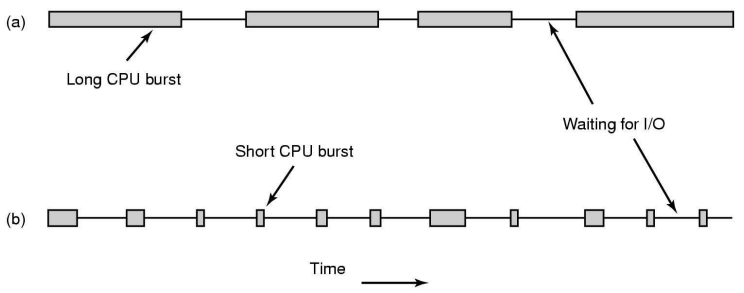 (a)
Long CPU burst
Waiting for I/O
Short CPU burst
(b)
Time